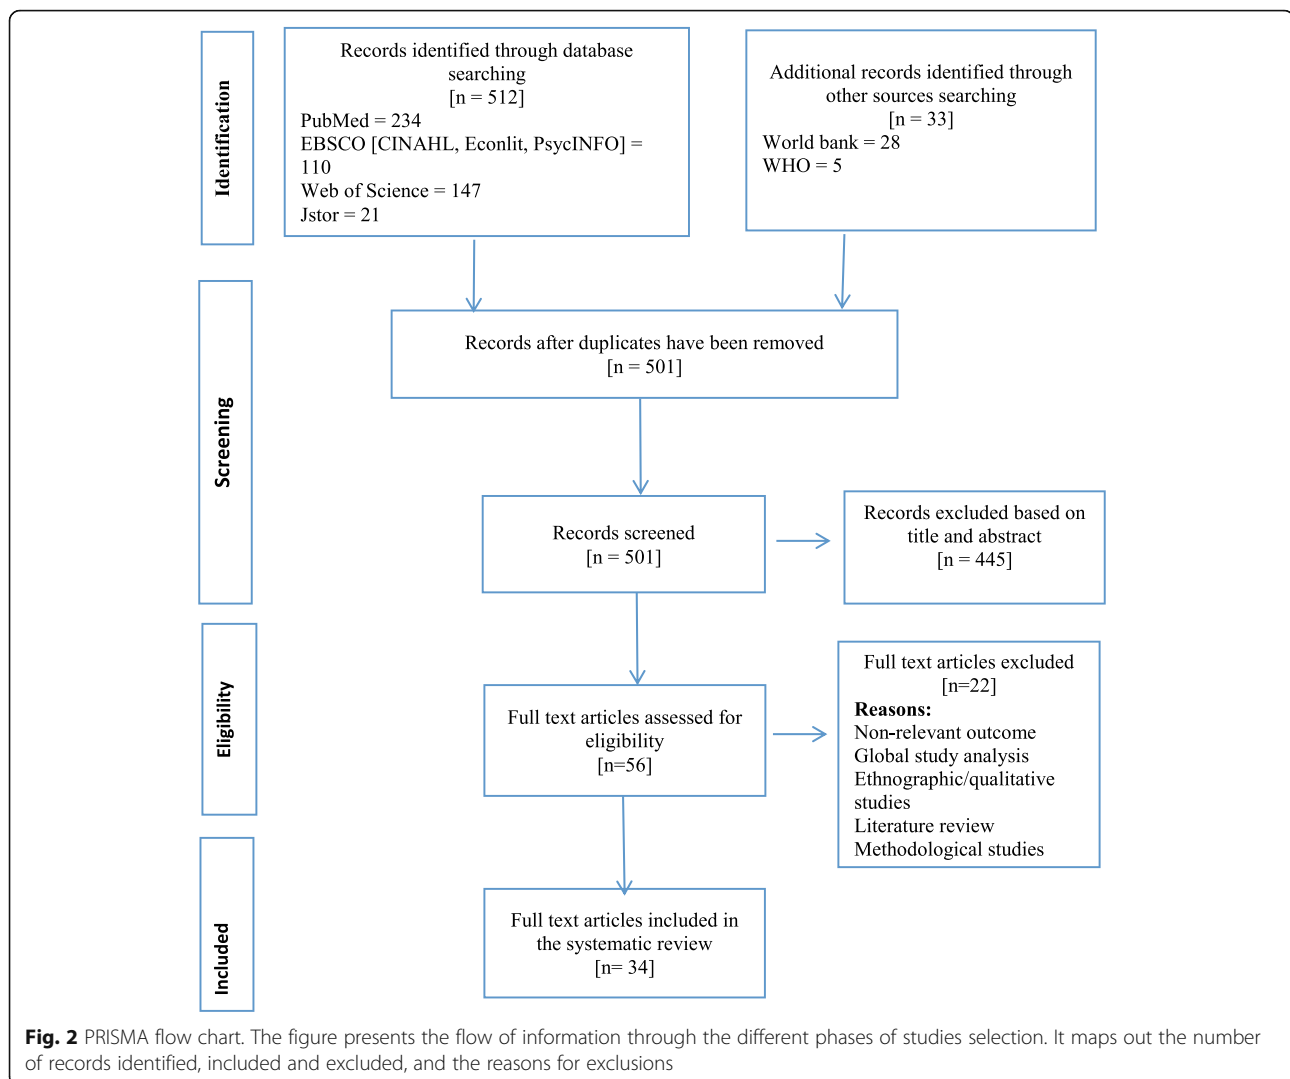 Identification
Records identified through database
searching
[n = 512]
PubMed = 234
EBSCO [CINAHL, Econlit, PsycINFO] =
110
Web of Science = 147
Jstor = 21
Additional records identified through
other sources searching
[n = 33]
World bank = 28
WHO = 5
Screening
Records after duplicates have been removed
[n = 501]
Records screened
[n = 501]
Records excluded based on
title and abstract
[n = 445]
Eligibility
Full text articles assessed for
eligibility
[n=56]
Full text articles excluded
[n=22]
Reasons:
Non-relevant outcome
Global study analysis
Ethnographic/qualitative
studies
Literature review
Methodological studies
Included
Full text articles included in
the systematic review
[n= 34]
Fig. 2 PRISMA flow chart. The figure presents the flow of information through the different phases of studies selection. It maps out the number
of records identified, included and excluded, and the reasons for exclusions